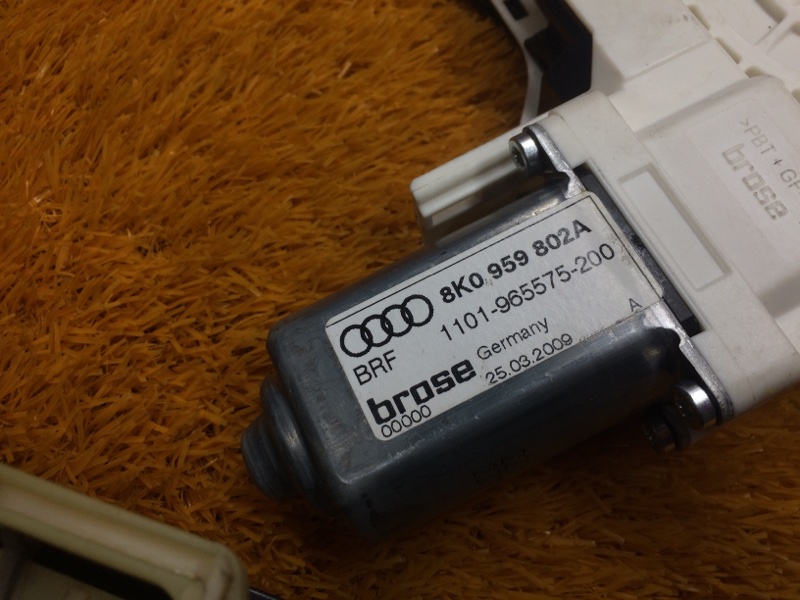 8K0 959 802A
1101-965575-200
BRF
Germany
brose
25.03.2009
A
00000
>PBT + GF
brose